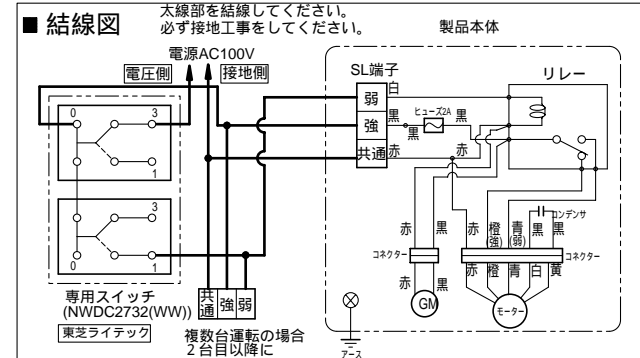 ■ 結線図
太線部を結線してください。
必ず接地工事をしてください。
製品本体
電源AC100V
電圧側
接地側
SL端子
弱
強
共通
白
黒
黒
ヒューズ2A
黒
赤
赤
リレー
0
3
1
3
0
1
赤
黒
コネクター
赤
黒
GM
赤
橙
(強)
青
(弱)
黒
黒
コンデンサ
コネクター
赤
橙
青
白
黄
モーター
アース
専用スイッチ
(NWDC2732(WW))
東芝ライテック
共通
強
弱
複数台運転の場合
2台目以降に